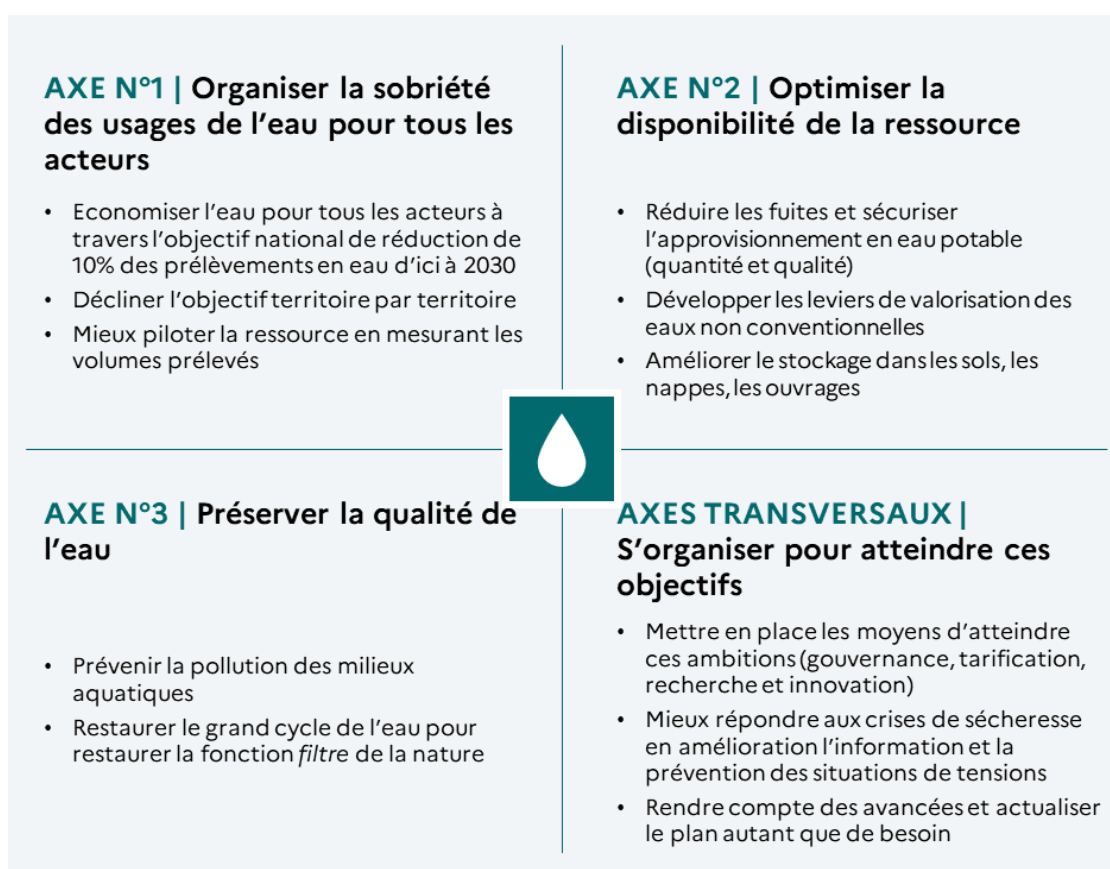 AXE N°1 | Organiser la sobriété
des usages de l'eau pour tous les
acteurs
• Economiser l'eau pour tous les acteurs à
travers l'objectif national de réduction de
10% des prélèvements en eau d'ici à 2030
• Décliner l'objectif territoire par territoire
• Mieux piloter la ressource en mesurant les
volumes prélevés
AXE N°2 | Optimiser la
disponibilité de la ressource
• Réduire les fuites et sécuriser
l'approvisionnement en eau potable
(quantité et qualité)
• Développer les leviers de valorisation des
eaux non conventionnelles
• Améliorer le stockage dans les sols, les
nappes, les ouvrages
AXE N°3 | Préserver la qualité de
l'eau
• Prévenir la pollution des milieux
aquatiques
• Restaurer le grand cycle de l'eau pour
restaurer la fonction filtre de la nature
AXES TRANSVERSAUX |
S'organiser pour atteindre ces
objectifs
• Mettre en place les moyens d'atteindre
ces ambitions (gouvernance, tarification,
recherche et innovation)
• Mieux répondre aux crises de sécheresse
en amélioration l'information et la
prévention des situations de tensions
• Rendre compte des avancées et actualiser
le plan autant que de besoin